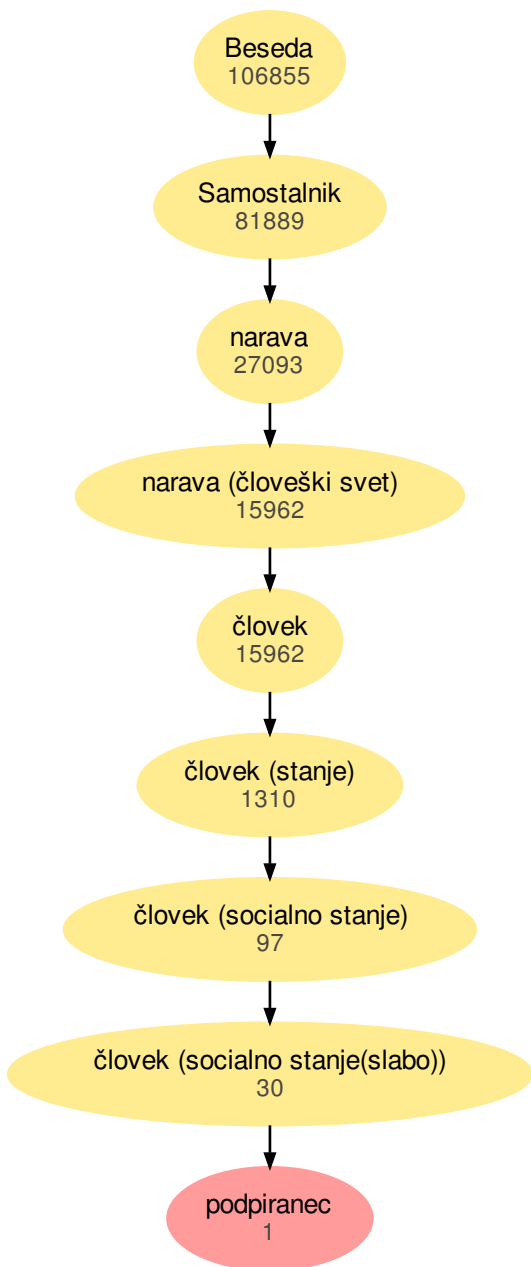 Beseda
106855
Samostalnik
81889
narava
27093
narava (človeški svet)
15962
človek
15962
človek (stanje)
1310
človek (socialno stanje)
97
človek (socialno stanje(slabo))
30
podpiranec
1